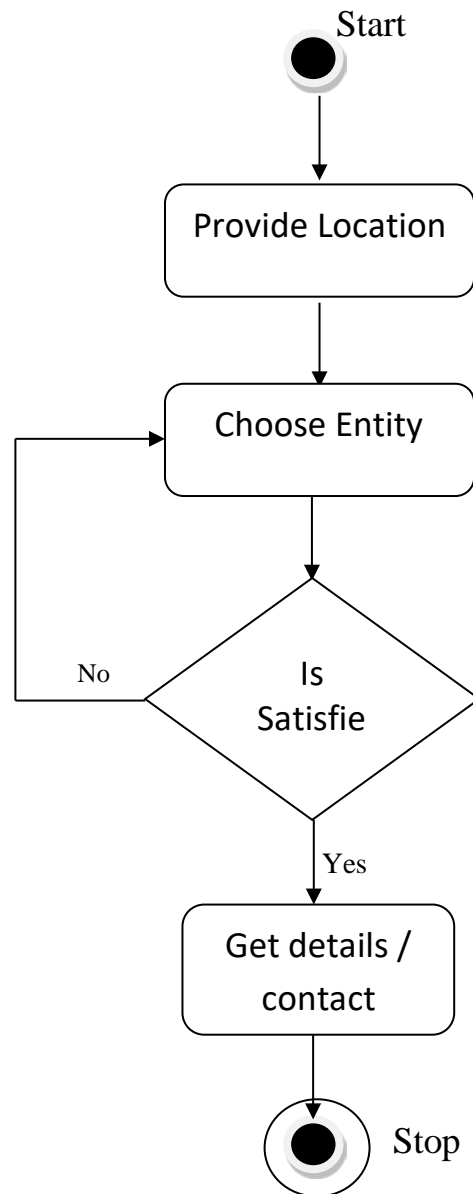 Start
Provide Location
Choose Entity
No
Is
Satisfie
Yes
Get details /
contact
Stop